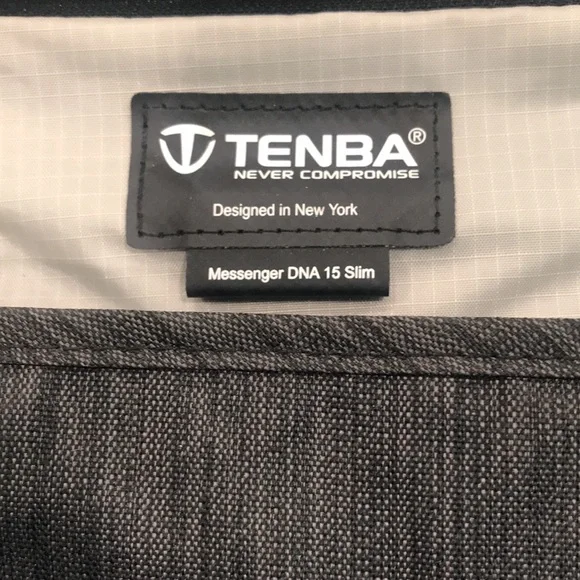 TENBA®
NEVER COMPROMISE
Designed in New York
Messenger DNA 15 Slim